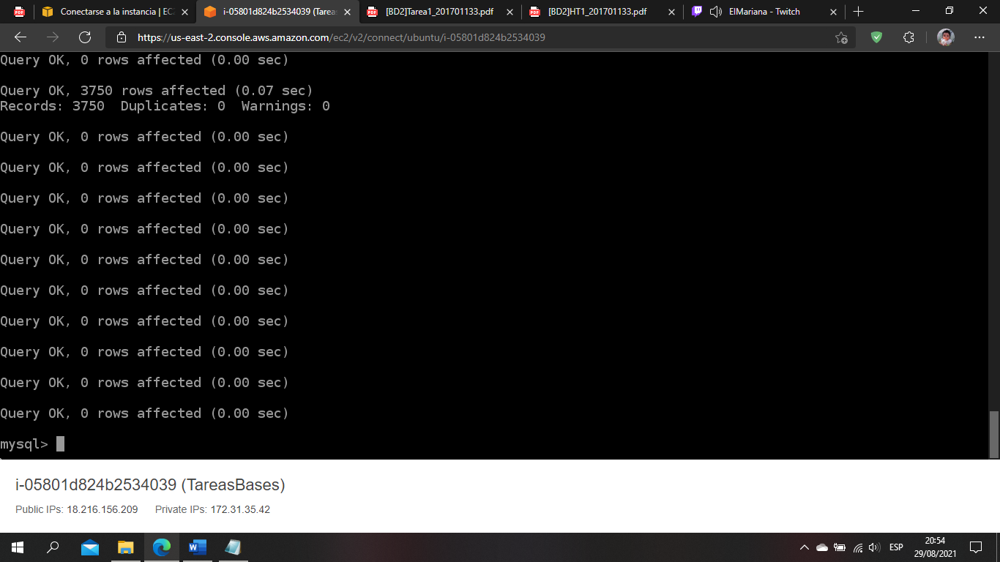 Conectarse a la instancia | EC
i-05801d824b2534039 (Tarea
[BD2]Tarea1_201701133.pdf
[BD2]HT1_201701133.pdf
ElMariana - Twitch
https://us-east-2.console.aws.amazon.com/ec2/v2/connect/ubuntu/i-05801d824b2534039
Query OK, 0 rows affected (0.00 sec)
Query OK, 3750 rows affected (0.07 sec)
Records: 3750  Duplicates: 0  Warnings: 0
Query OK, 0 rows affected (0.00 sec)
Query OK, 0 rows affected (0.00 sec)
Query OK, 0 rows affected (0.00 sec)
Query OK, 0 rows affected (0.00 sec)
Query OK, 0 rows affected (0.00 sec)
Query OK, 0 rows affected (0.00 sec)
Query OK, 0 rows affected (0.00 sec)
Query OK, 0 rows affected (0.00 sec)
Query OK, 0 rows affected (0.00 sec)
Query OK, 0 rows affected (0.00 sec)
mysql>
i-05801d824b2534039 (TareasBases)
Public IPs: 18.216.156.209 Private IPs: 172.31.35.42
ESP
20:54
29/08/2021